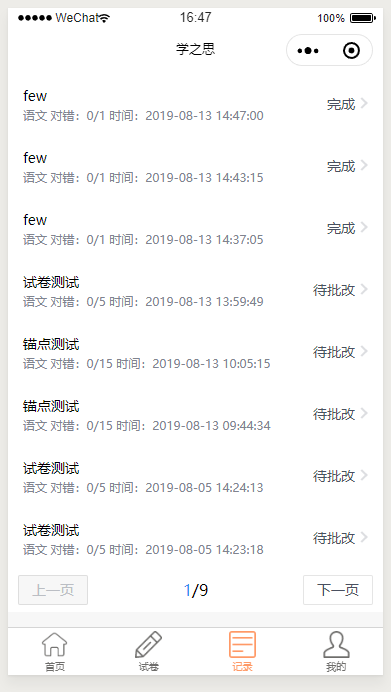 ●●●●● WeChat 16:47 100%
学之思
few
语文 对错：0/1 时间：2019-08-13 14:47:00
完成
few
语文 对错：0/1 时间：2019-08-13 14:43:15
完成
few
语文 对错：0/1 时间：2019-08-13 14:37:05
完成
试卷测试
语文 对错：0/5 时间：2019-08-13 13:59:49
待批改
锚点测试
语文 对错：0/15 时间：2019-08-13 10:05:15
待批改
锚点测试
语文 对错：0/15 时间：2019-08-13 09:44:34
待批改
试卷测试
语文 对错：0/5 时间：2019-08-05 14:24:13
待批改
试卷测试
语文 对错：0/5 时间：2019-08-05 14:23:18
待批改
上一页 1/9 下一页
首页 试卷 记录 我的